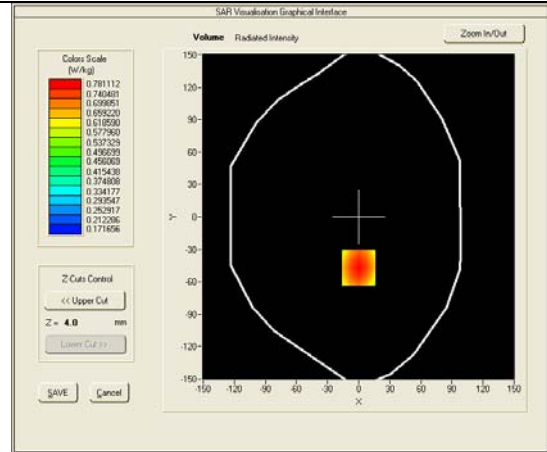 SAR Visualisation Graphical Interface
Volume Radiated Intensity
Zoom In/Out
Colors Scale
(W/kg)
0.781112
0.740481
0.699851
0.659220
0.618590
0.577960
0.537329
0.496699
0.456069
0.415438
0.374808
0.334177
0.293547
0.252917
0.212286
0.171656
Z-Cuts Control
<< Upper Cut
Z = 4.0 mm
Lower Cut >>
SAVE Cancel
150-
120-
90-
60-
30-
0-
-30-
-60-
-90-
-120-
-150-
Y
-150 -120 -90 -60 -30 0 30 60 90 120 150
X